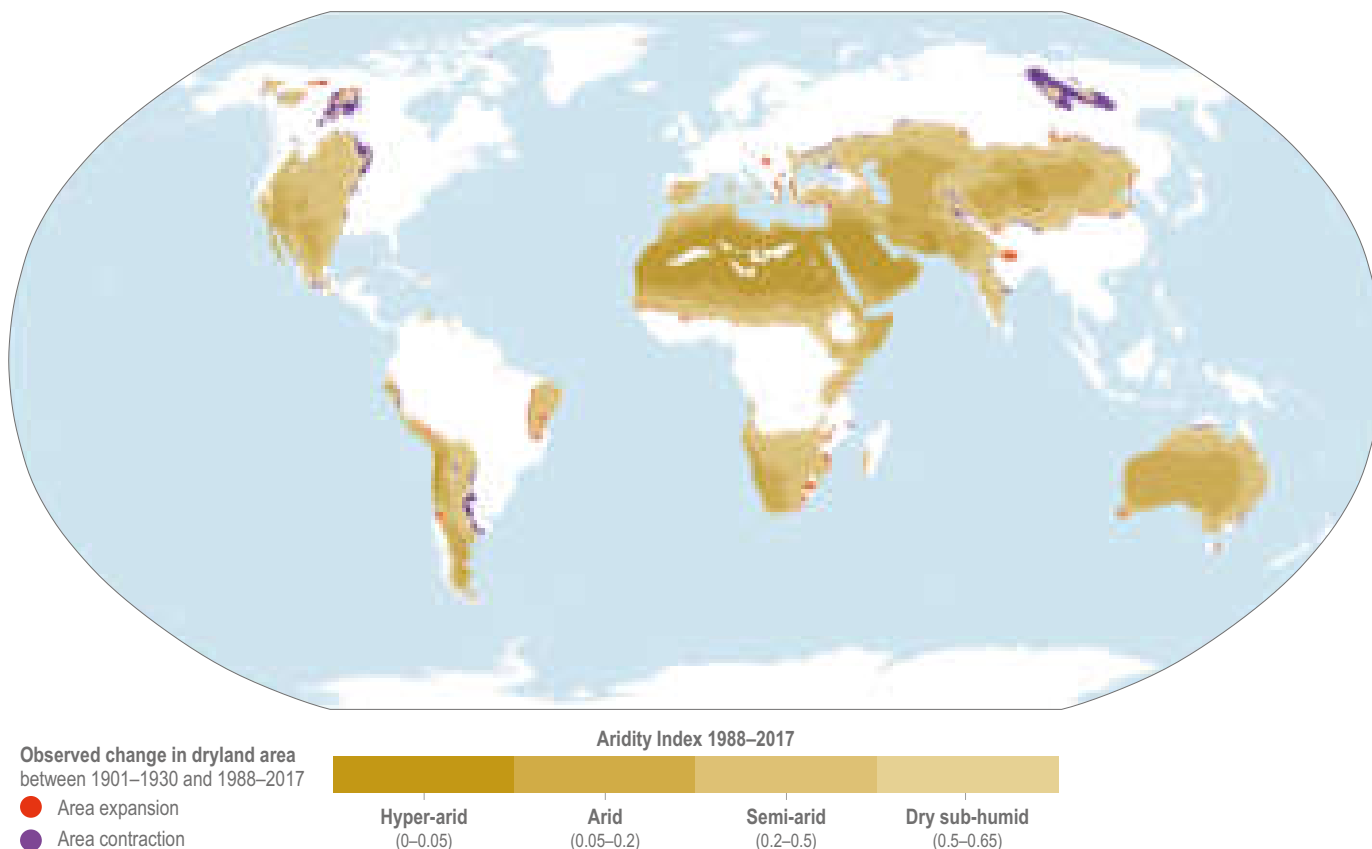 Aridity Index 1988–2017
Observed change in dryland area
between 1901–1930 and 1988–2017
Area expansion
Area contraction
Hyper-arid
(0–0.05)
Arid
(0.05–0.2)
Semi-arid
(0.2–0.5)
Dry sub-humid
(0.5–0.65)